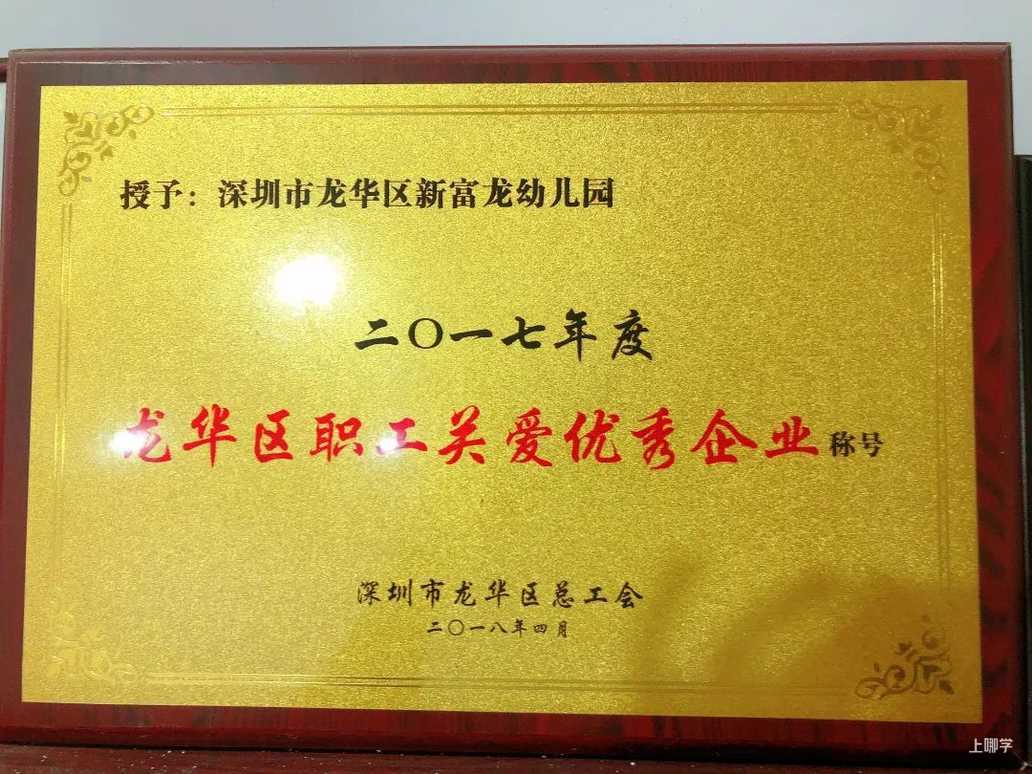 授予：深圳市龙华区新富龙幼儿园
二〇一七年度
龙华区职工关爱优秀企业称号
深圳市龙华区总工会
二〇一八年四月
上哪学